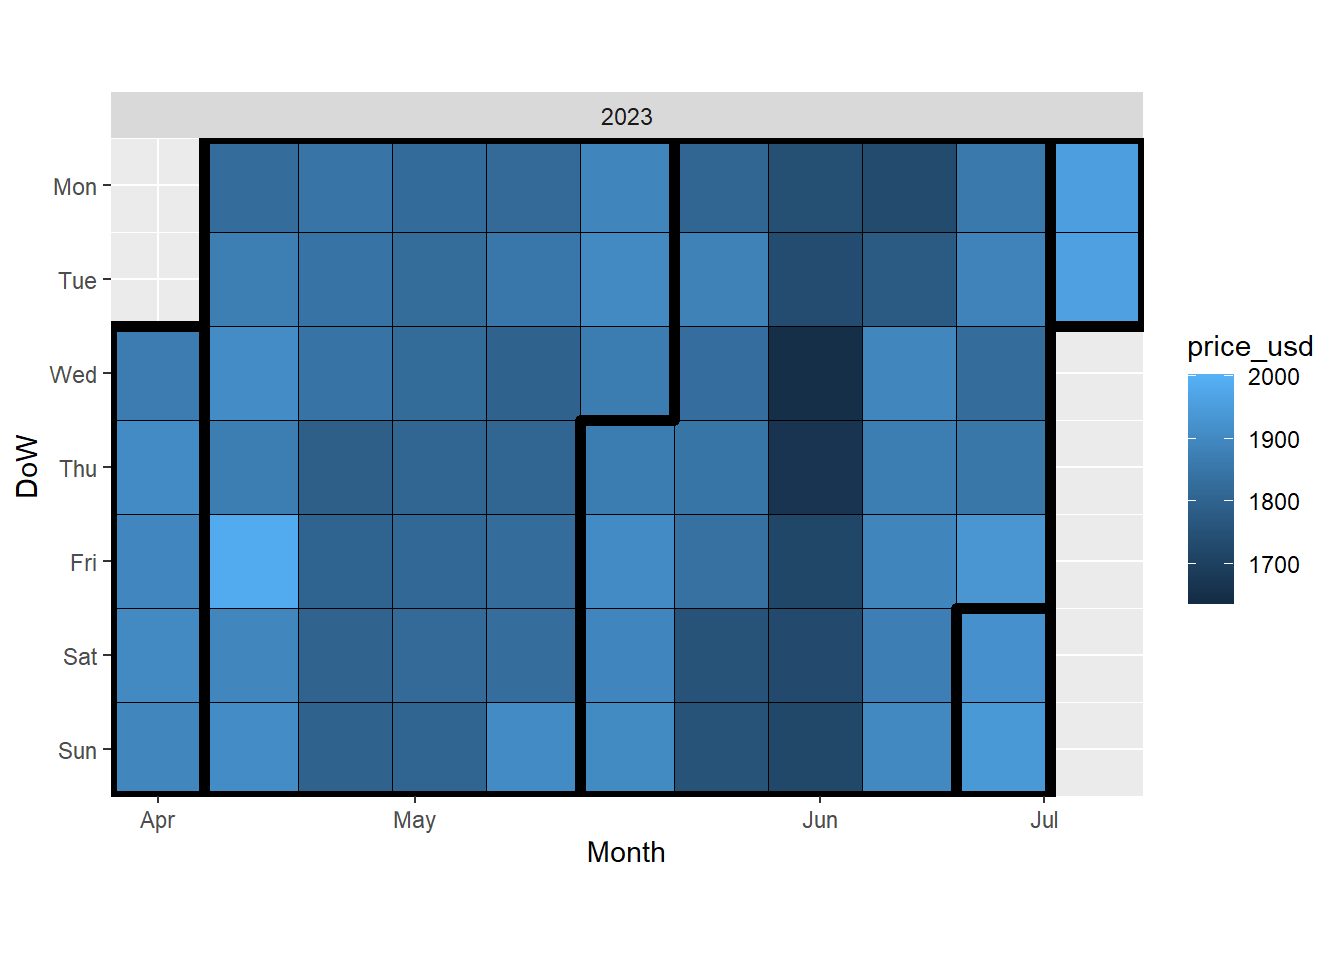 2023
Mon
Tue
Wed
Thu
Fri
Sat
Sun
DoW
Apr May Jun Jul
Month
price_usd
2000
1900
1800
1700